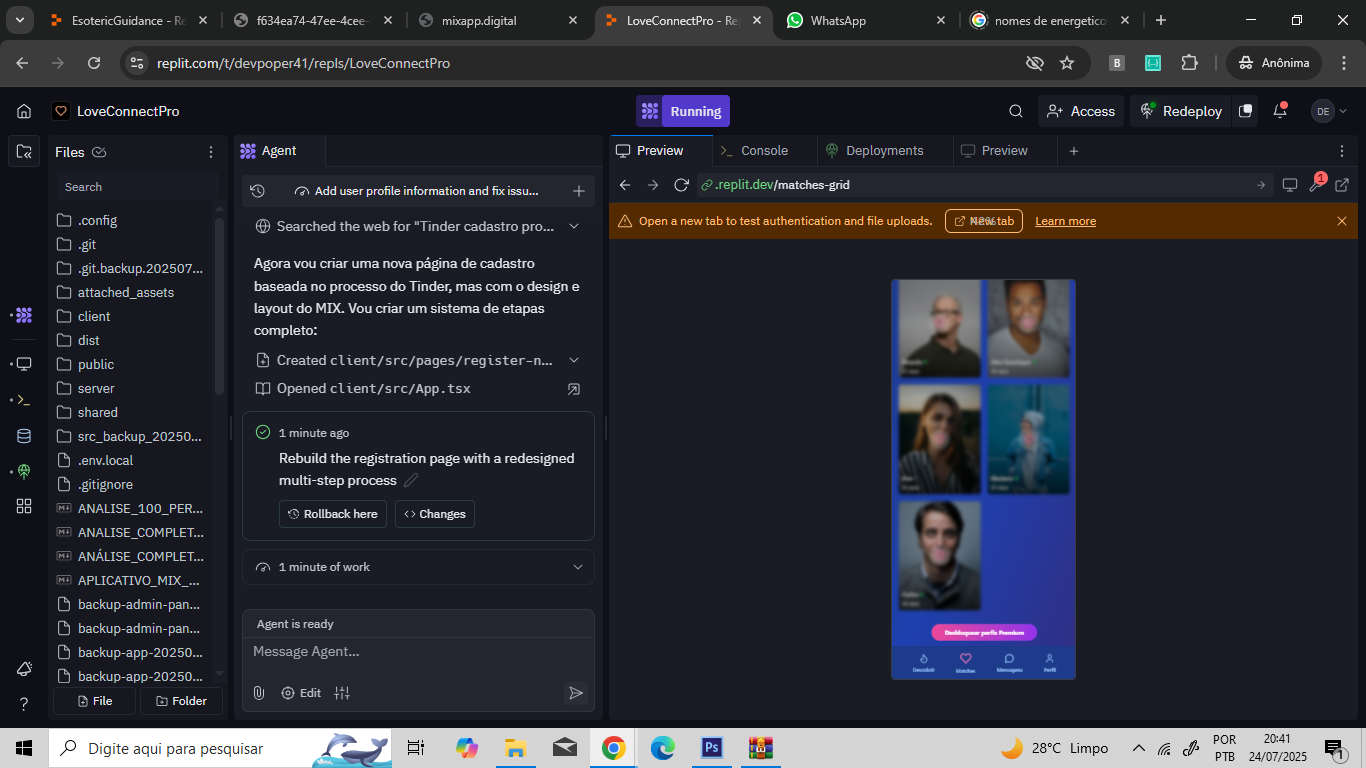 EsotericGuidance - Re
f634ea74-47ee-4cee-
mixapp.digital
LoveConnectPro - Re
WhatsApp
nomes de energetico
replit.com/t/devpoper41/repls/LoveConnectPro
Anônima
LoveConnectPro
Running
Access
Redeploy
DE
Files
Search
.config
.git
.git.backup.202507...
attached_assets
client
dist
public
server
shared
src_backup_20250...
.env.local
.gitignore
ANALISE_100_PER...
ANALISE_COMPLET...
ANÁLISE_COMPLET...
APLICATIVO_MIX_...
backup-admin-pan...
backup-admin-pan...
backup-app-20250...
backup-app-20250...
File
Folder
Agent
Add user profile information and fix issu...
Searched the web for "Tinder cadastro pro...
Agora vou criar uma nova página de cadastro
baseada no processo do Tinder, mas com o design e
layout do MIX. Vou criar um sistema de etapas
completo:
Created client/src/pages/register-n...
Opened client/src/App.tsx
1 minute ago
Rebuild the registration page with a redesigned
multi-step process
Rollback here
Changes
1 minute of work
Agent is ready
Message Agent...
Edit
Preview
Console
Deployments
Preview
.replit.dev/matches-grid
1
Open a new tab to test authentication and file uploads.
New tab
Learn more
Desbloquear perfis Premium
Descobrir
Matches
Mensagens
Perfil
Digite aqui para pesquisar
28°C Limpo
POR
PTB
20:41
24/07/2025
1